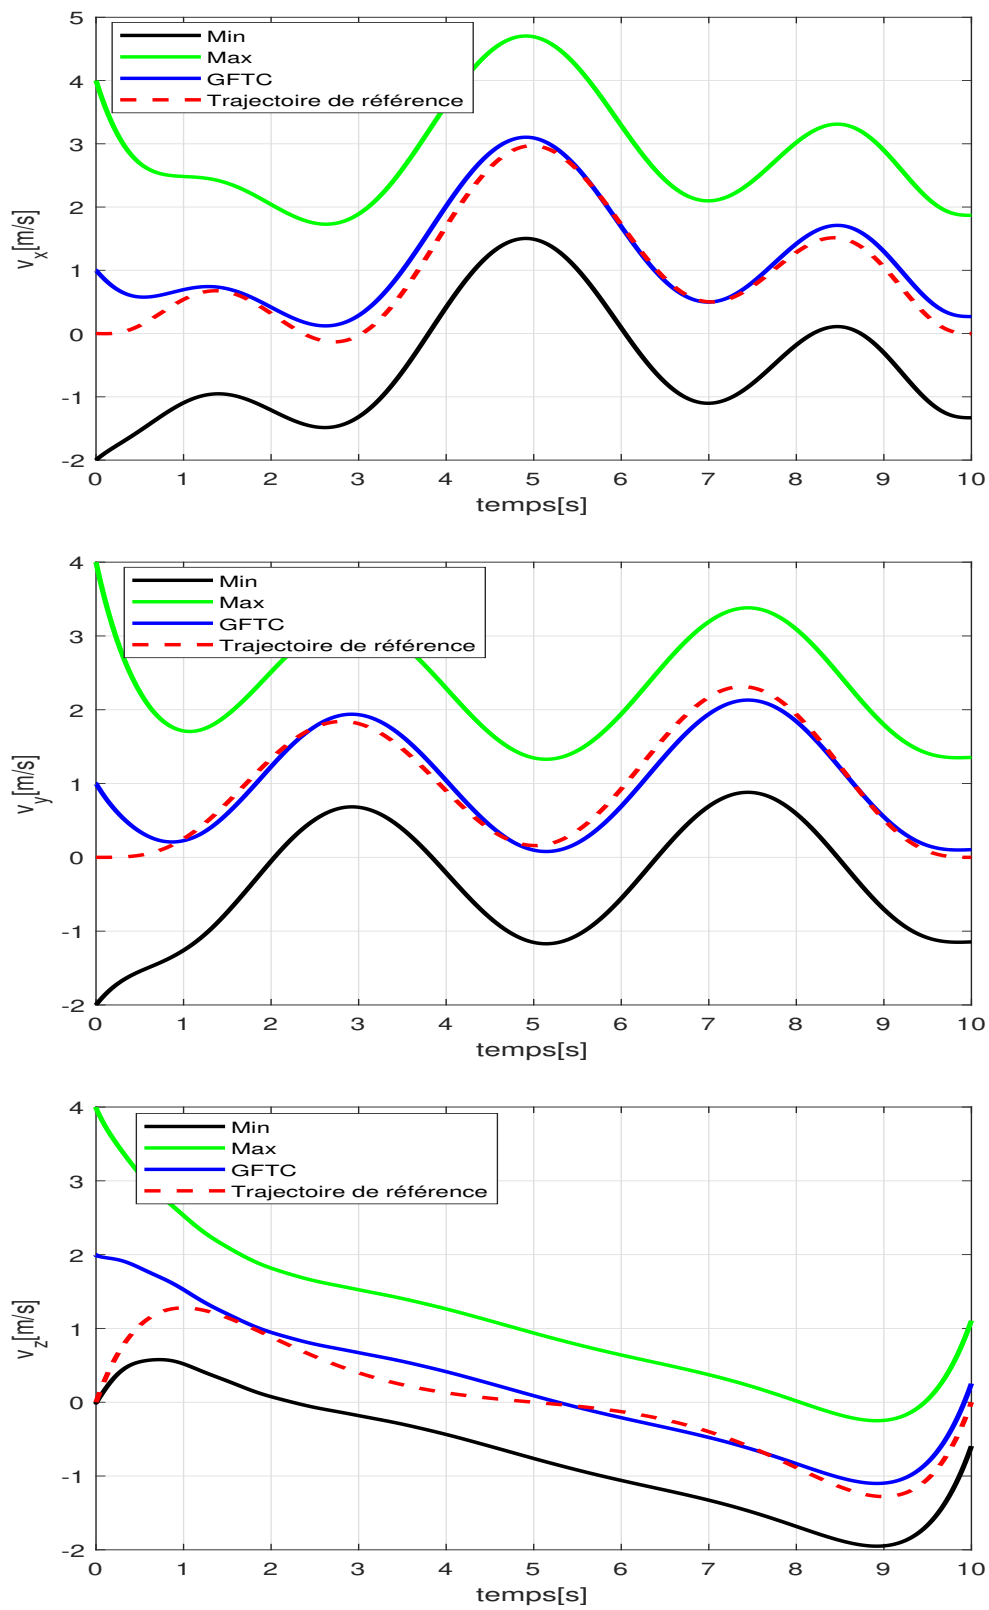 5
4
3
2
1
0
-1
-2
v_x[m/s]
Min
Max
GFTC
Trajectoire de référence
0 1 2 3 4 5 6 7 8 9 10
temps[s]
4
3
2
1
0
-1
-2
v_y[m/s]
Min
Max
GFTC
Trajectoire de référence
0 1 2 3 4 5 6 7 8 9 10
temps[s]
4
3
2
1
0
-1
-2
v_z[m/s]
Min
Max
GFTC
Trajectoire de référence
0 1 2 3 4 5 6 7 8 9 10
temps[s]